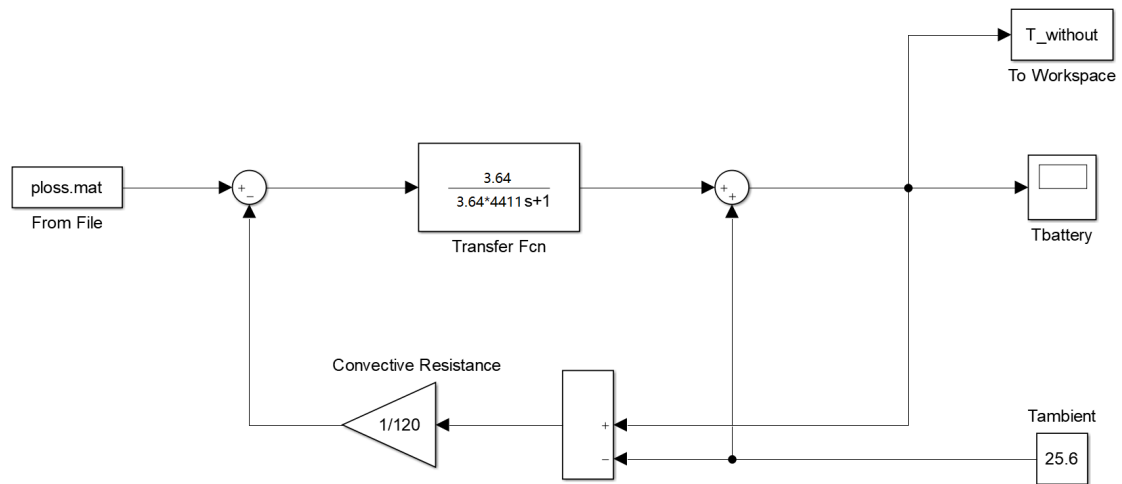 T_without
To Workspace
ploss.mat
From File
+
−
3.64
3.64*4411s+1
Transfer Fcn
+
+
Tbattery
Convective Resistance
1/120
+
−
Tambient
25.6